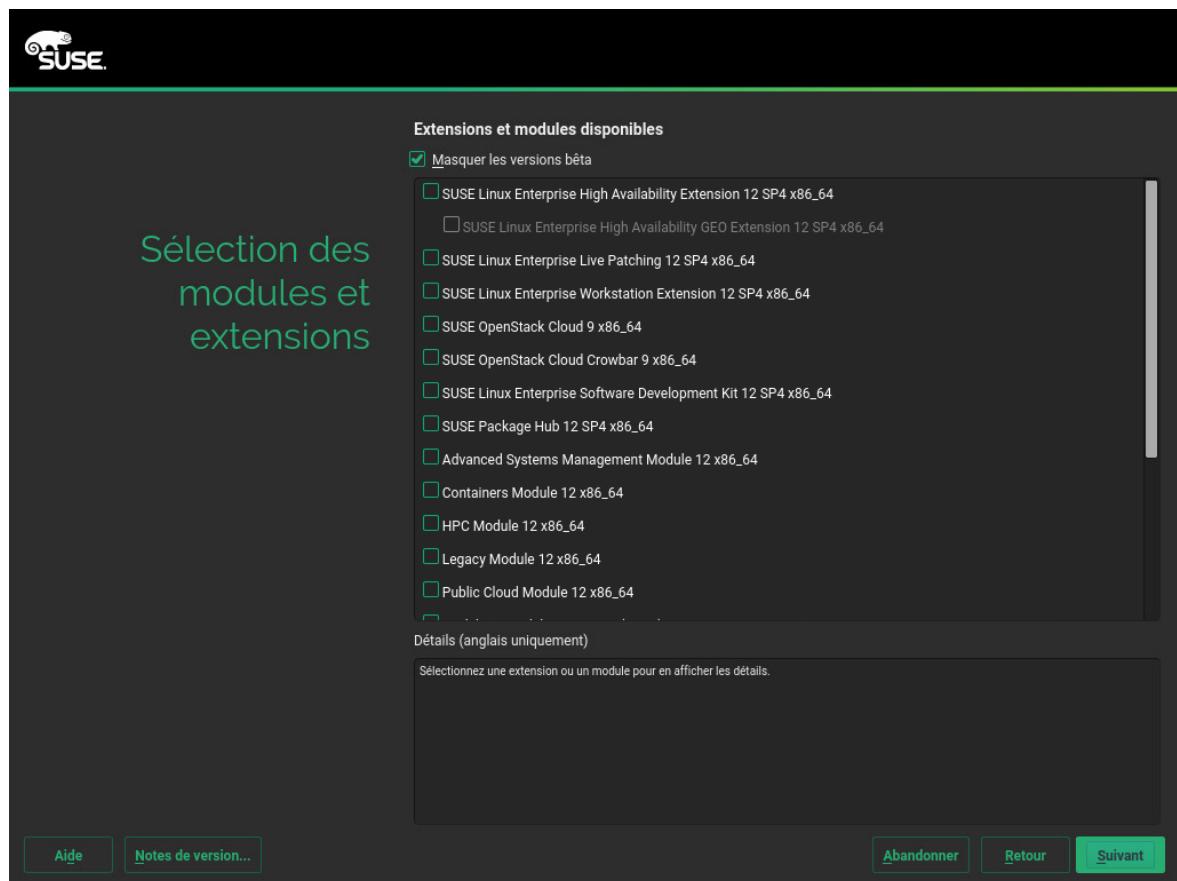 SUSE.
Extensions et modules disponibles
Masquer les versions bêta
Sélection des
modules et
extensions
SUSE Linux Enterprise High Availability Extension 12 SP4 x86_64
SUSE Linux Enterprise High Availability GEO Extension 12 SP4 x86_64
SUSE Linux Enterprise Live Patching 12 SP4 x86_64
SUSE Linux Enterprise Workstation Extension 12 SP4 x86_64
SUSE OpenStack Cloud 9 x86_64
SUSE OpenStack Cloud Crowbar 9 x86_64
SUSE Linux Enterprise Software Development Kit 12 SP4 x86_64
SUSE Package Hub 12 SP4 x86_64
Advanced Systems Management Module 12 x86_64
Containers Module 12 x86_64
HPC Module 12 x86_64
Legacy Module 12 x86_64
Public Cloud Module 12 x86_64
Détails (anglais uniquement)
Sélectionnez une extension ou un module pour en afficher les détails.
Aide
Notes de version...
Abandonner
Retour
Suivant